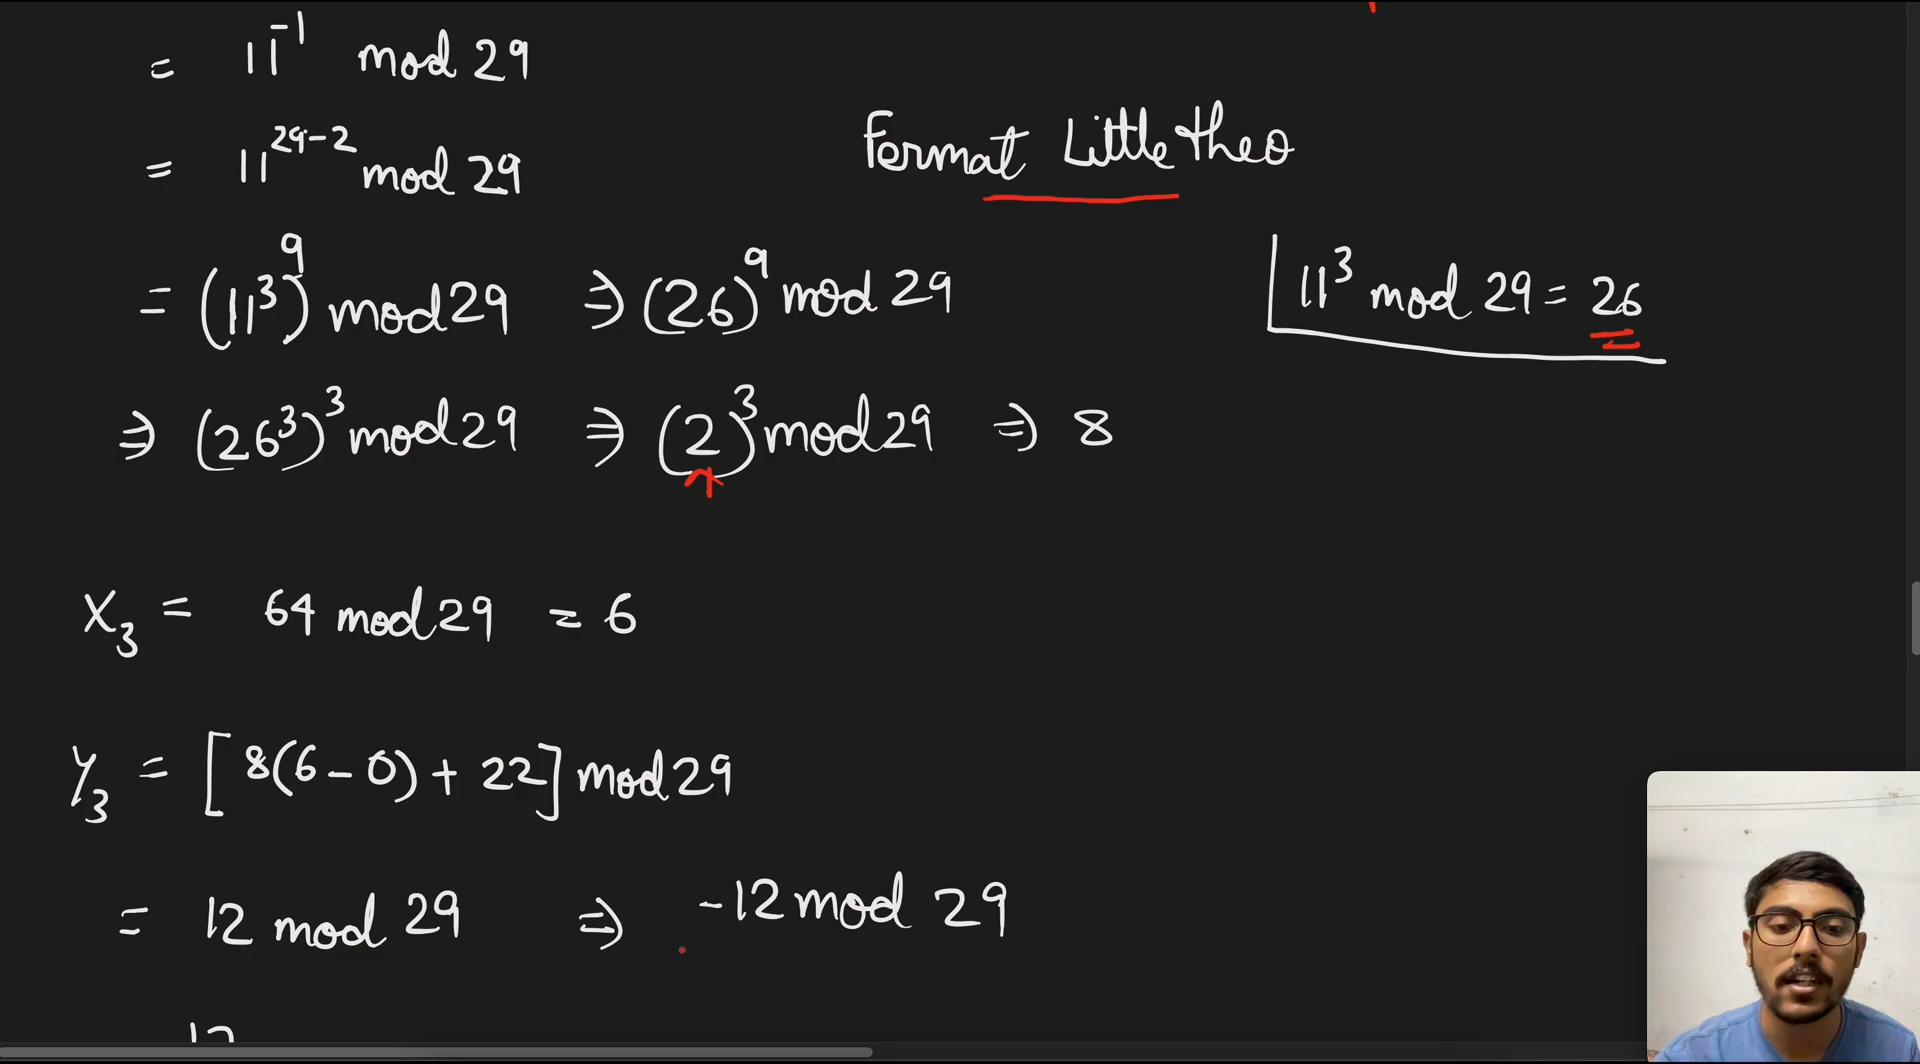 = 11⁻¹ mod 29
= 11²⁹⁻² mod 29
Fermat Little theo
= (11³)⁹ mod 29 ⇒ (26)⁹ mod 29
11³ mod 29 = 26
⇒ (26³)³ mod 29 ⇒ (2)³ mod 29 ⇒ 8
X₃ = 64 mod 29 = 6
y₃ = [8(6 - 0) + 22] mod 29
= 12 mod 29 ⇒ -12 mod 29